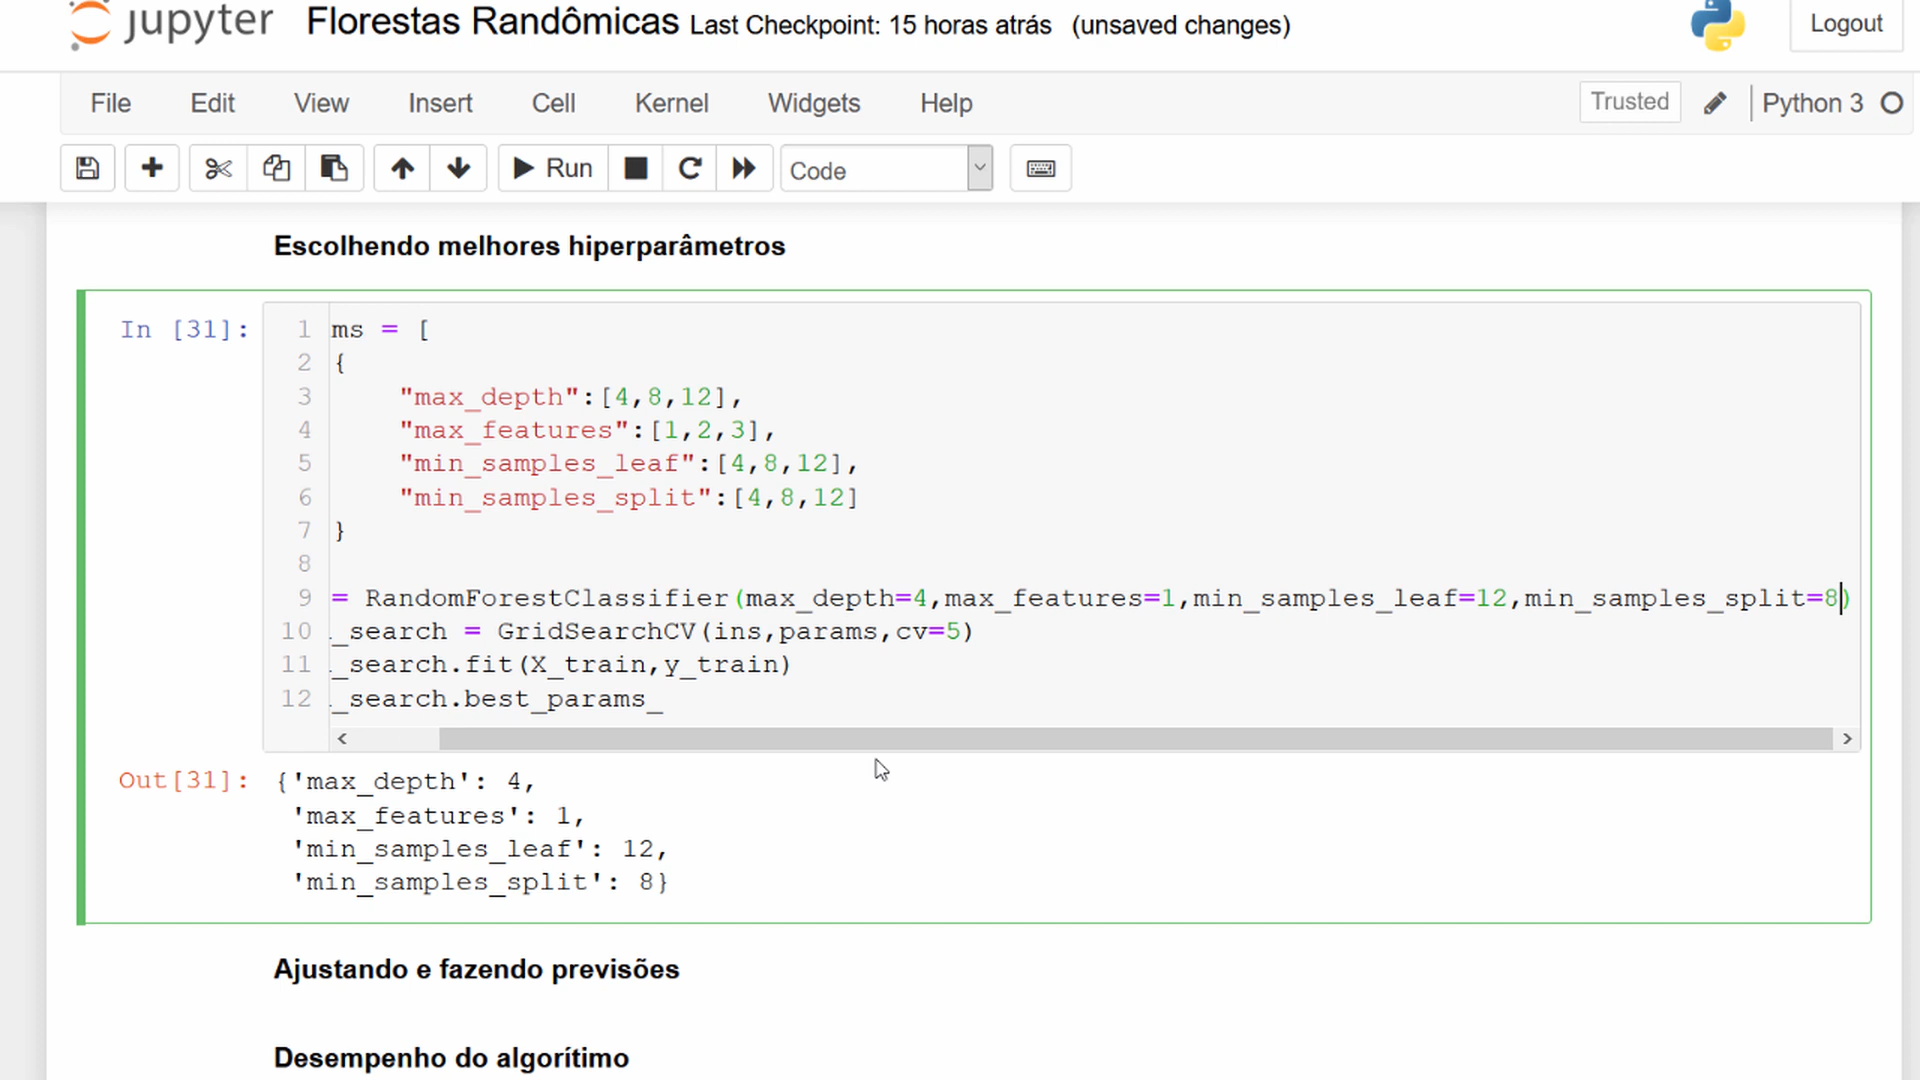 jupyter Florestas Randômicas Last Checkpoint: 15 horas atrás (unsaved changes) Logout
File Edit View Insert Cell Kernel Widgets Help Trusted Python 3
Run Code
Escolhendo melhores hiperparâmetros
In [31]: 1 ms = [
2 {
3 "max_depth":[4,8,12],
4 "max_features":[1,2,3],
5 "min_samples_leaf":[4,8,12],
6 "min_samples_split":[4,8,12]
7 }
8
9 = RandomForestClassifier(max_depth=4,max_features=1,min_samples_leaf=12,min_samples_split=8)
10 _search = GridSearchCV(ins,params,cv=5)
11 _search.fit(X_train,y_train)
12 _search.best_params_
Out[31]: {'max_depth': 4,
'max_features': 1,
'min_samples_leaf': 12,
'min_samples_split': 8}
Ajustando e fazendo previsões
Desempenho do algorítimo